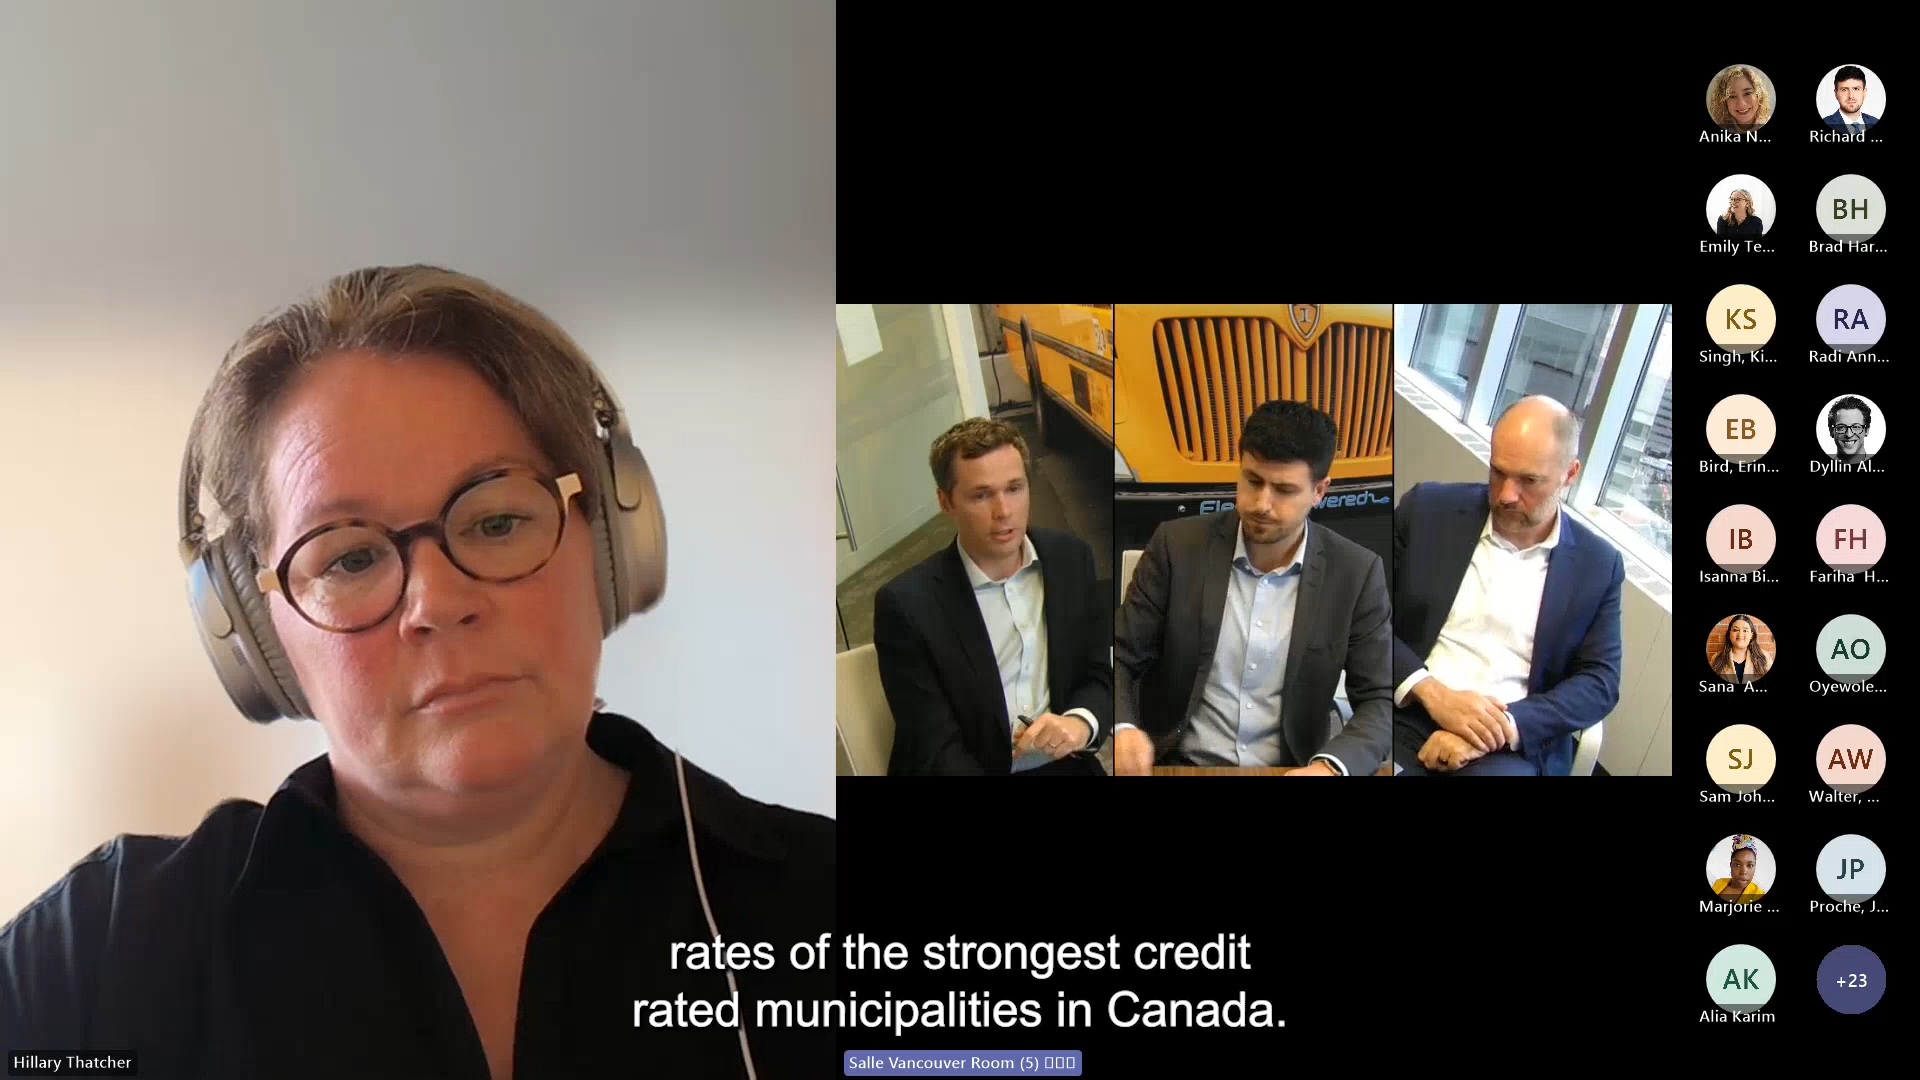 Anika N...
Richard ...
Emily Te...
BH
Brad Har...
KS
Singh, Ki...
RA
Radi Ann...
EB
Bird, Erin...
Dyllin Al...
IB
Isanna Bi...
FH
Fariha H...
Sana A...
AO
Oyewole...
SJ
Sam Joh...
AW
Walter, ...
Marjorie ...
JP
Proche, J...
AK
Alia Karim
+23
rates of the strongest credit
rated municipalities in Canada.
Hillary Thatcher
Salle Vancouver Room (5)